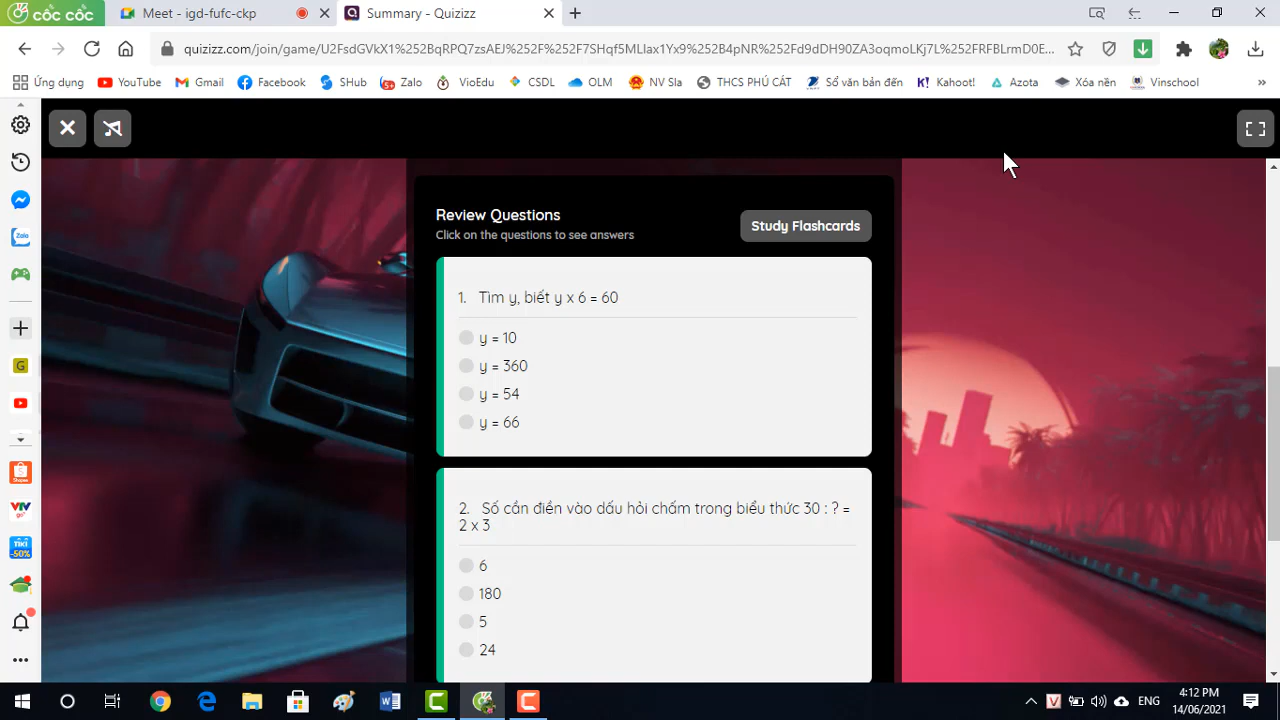 cốc cốc
Meet - igd-fufc-ckp
Summary - Quizizz
quizizz.com/join/game/U2FsdGVkX1%252BqRPQ7zsAEJ%252F%252F7SHqf5MLlax1Yx9%252B4pNR%252Fd9dDH90ZA3oqmoLKj7L%252FRFBLrmD0E...
Ứng dụng
YouTube
Gmail
Facebook
SHub
Zalo
VioEdu
CSDL
OLM
NV Sla
THCS PHÚ CÁT
Sổ văn bản đến
Kahoot!
Azota
Xóa nền
Vinschool
Review Questions
Click on the questions to see answers
Study Flashcards
1. Tìm y, biết y x 6 = 60
y = 10
y = 360
y = 54
y = 66
2. Số cần điền vào dấu hỏi chấm trong biểu thức 30 : ? =
2 x 3
6
180
5
24
ENG
4:12 PM
14/06/2021